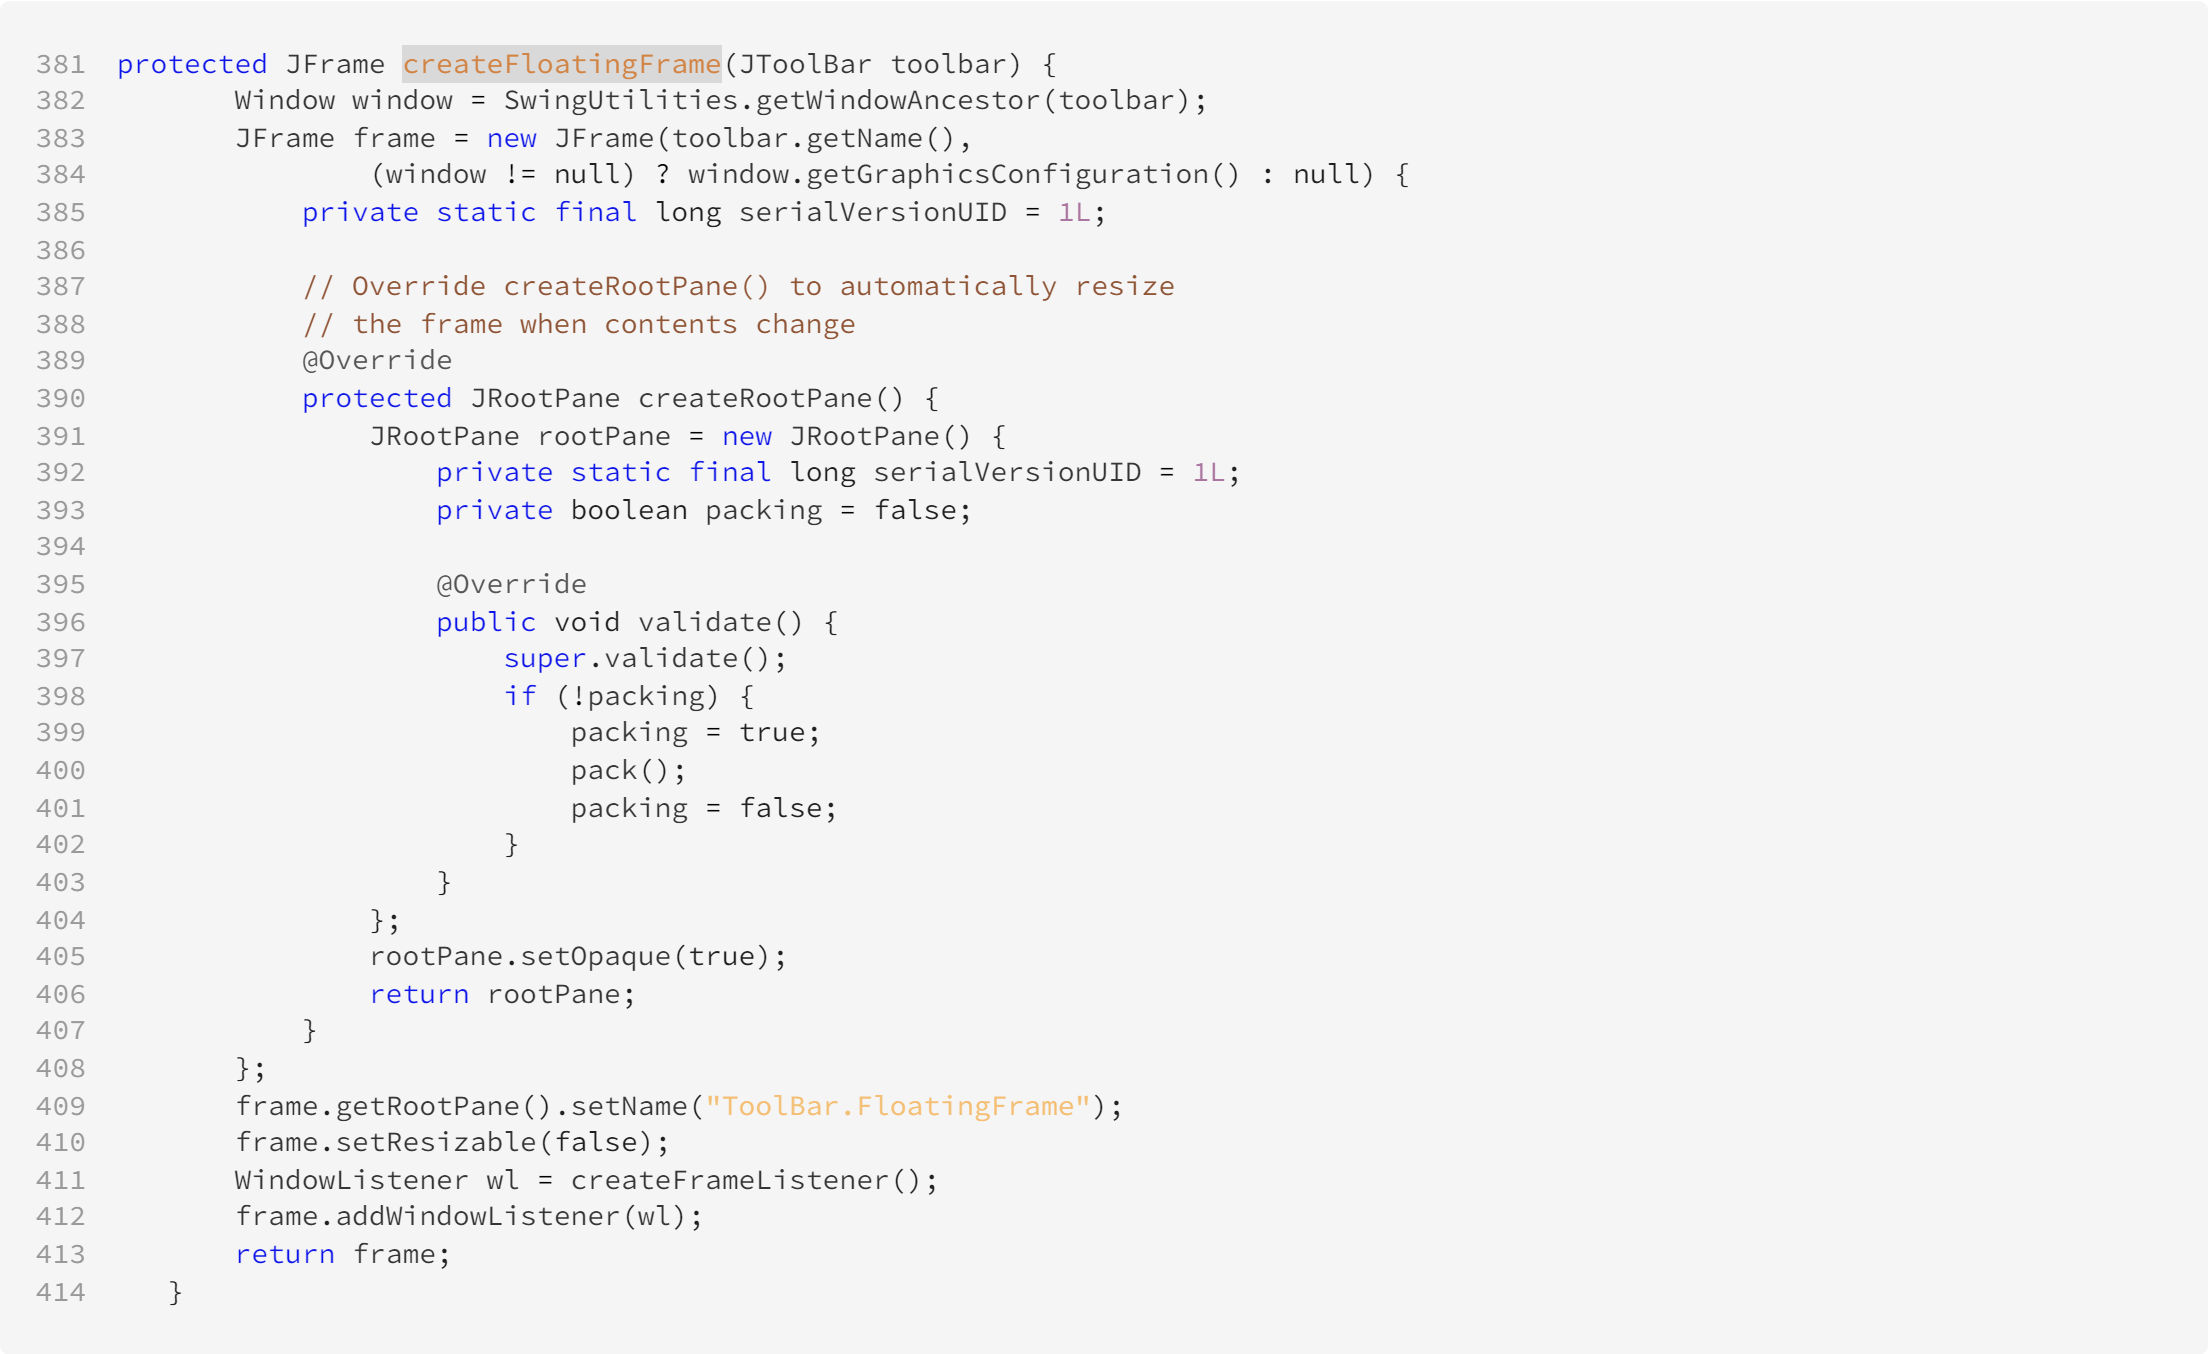 381 protected JFrame createFloatingFrame(JToolBar toolbar) {
382        Window window = SwingUtilities.getWindowAncestor(toolbar);
383        JFrame frame = new JFrame(toolbar.getName(),
384                (window != null) ? window.getGraphicsConfiguration() : null) {
385            private static final long serialVersionUID = 1L;
386
387            // Override createRootPane() to automatically resize
388            // the frame when contents change
389            @Override
390            protected JRootPane createRootPane() {
391                JRootPane rootPane = new JRootPane() {
392                    private static final long serialVersionUID = 1L;
393                    private boolean packing = false;
394
395                    @Override
396                    public void validate() {
397                        super.validate();
398                        if (!packing) {
399                            packing = true;
400                            pack();
401                            packing = false;
402                        }
403                    }
404                };
405                rootPane.setOpaque(true);
406                return rootPane;
407            }
408        };
409        frame.getRootPane().setName("ToolBar.FloatingFrame");
410        frame.setResizable(false);
411        WindowListener wl = createFrameListener();
412        frame.addWindowListener(wl);
413        return frame;
414    }